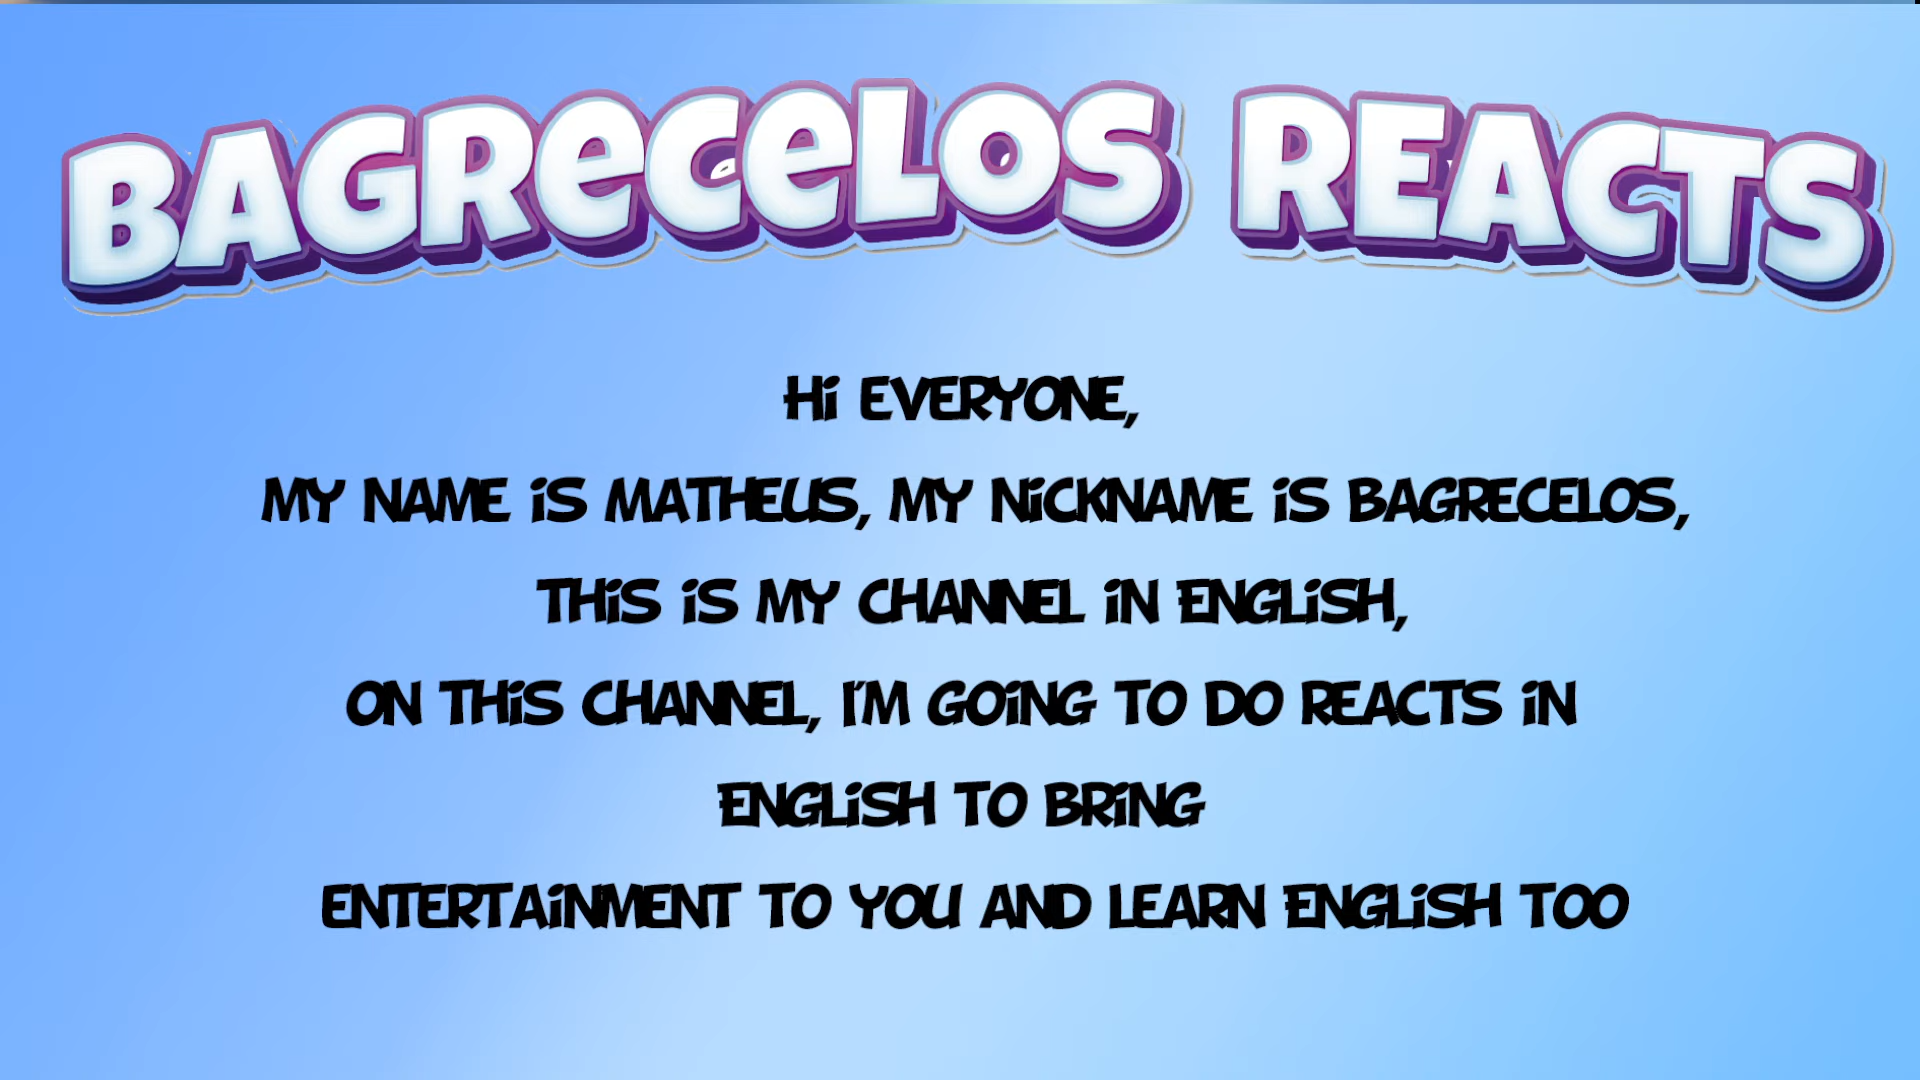 BAGRECELOS REACTS
Hi EVERYONE,
MY NAME iS MATHEUS, MY NiCKNAME iS BAGRECELOS,
THiS iS MY CHANNEL iN ENGLiSH,
ON THiS CHANNEL, I'M GOiNG TO DO REACTS iN
ENGLiSH TO BRiNG
ENTERTAiNMENT TO YOU AND LEARN ENGLiSH TOO